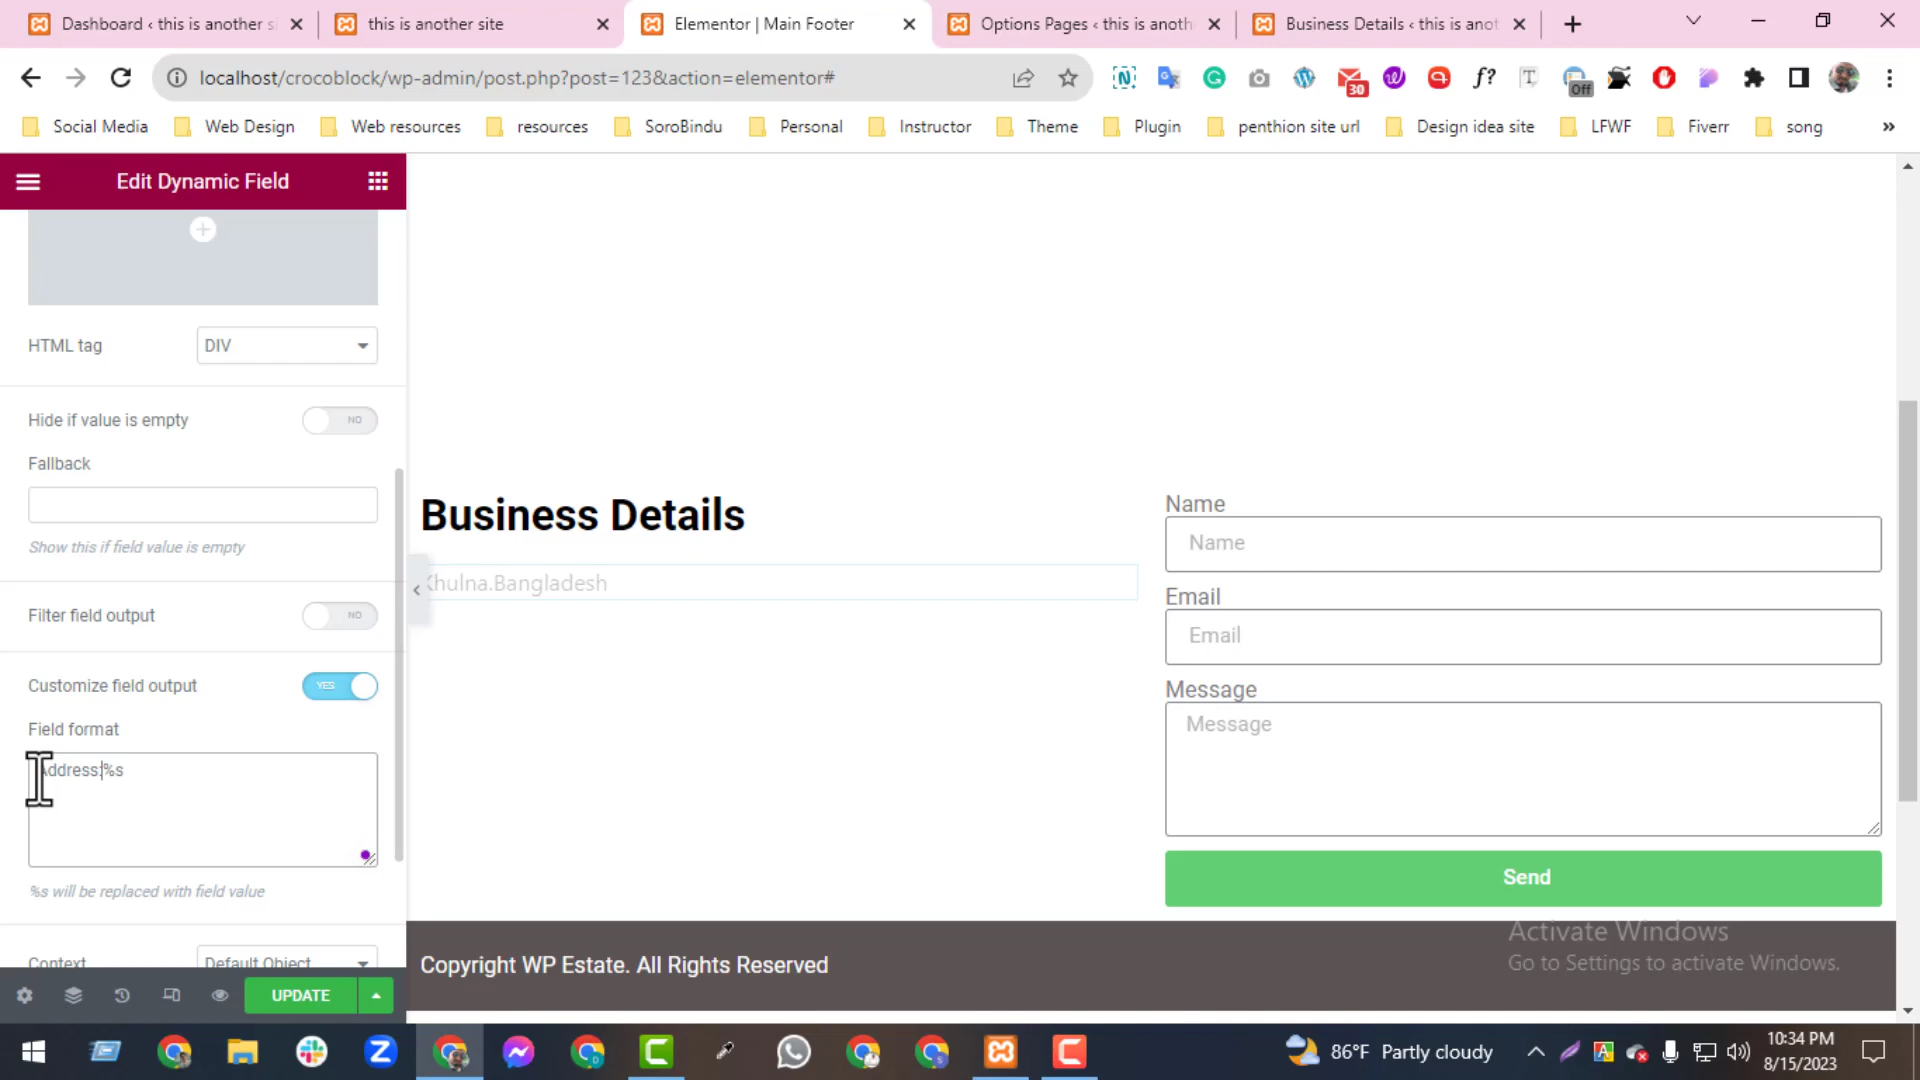 Dashboard ‹ this is another si
this is another site
Elementor | Main Footer
Options Pages ‹ this is anoth
Business Details ‹ this is anot
localhost/crocoblock/wp-admin/post.php?post=123&action=elementor#
30
f?
Off
Social Media
Web Design
Web resources
resources
SoroBindu
Personal
Instructor
Theme
Plugin
penthion site url
Design idea site
LFWF
Fiverr
song
»
Edit Dynamic Field
HTML tag
DIV
Hide if value is empty
NO
Fallback
Show this if field value is empty
Filter field output
NO
Customize field output
YES
Field format
Address:%s
%s will be replaced with field value
Context
Default Object
UPDATE
Business Details
Khulna.Bangladesh
Name
Name
Email
Email
Message
Message
Send
Activate Windows
Go to Settings to activate Windows.
Copyright WP Estate. All Rights Reserved
86°F Partly cloudy
10:34 PM
8/15/2023